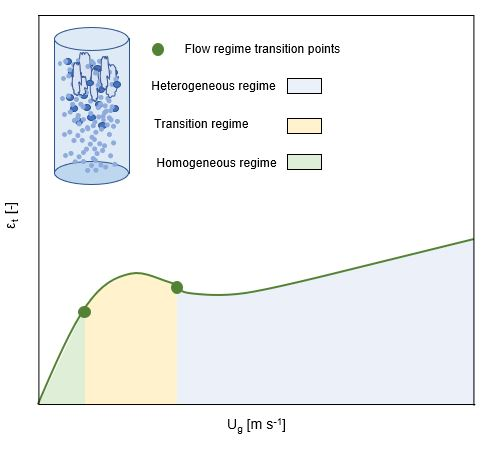 Flow regime transition points
Heterogeneous regime
Transition regime
Homogeneous regime
εt [-]
Ug [m s-1]